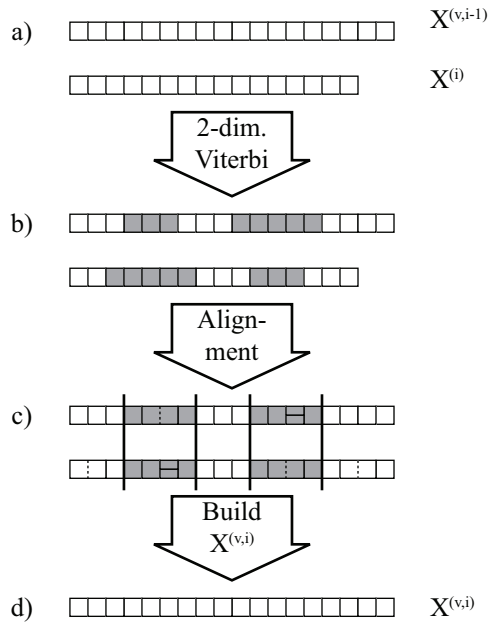 a) X^(v,i-1)
X^(i)
2-dim.
Viterbi
b)
Align-
ment
c)
Build
X^(v,i)
d) X^(v,i)